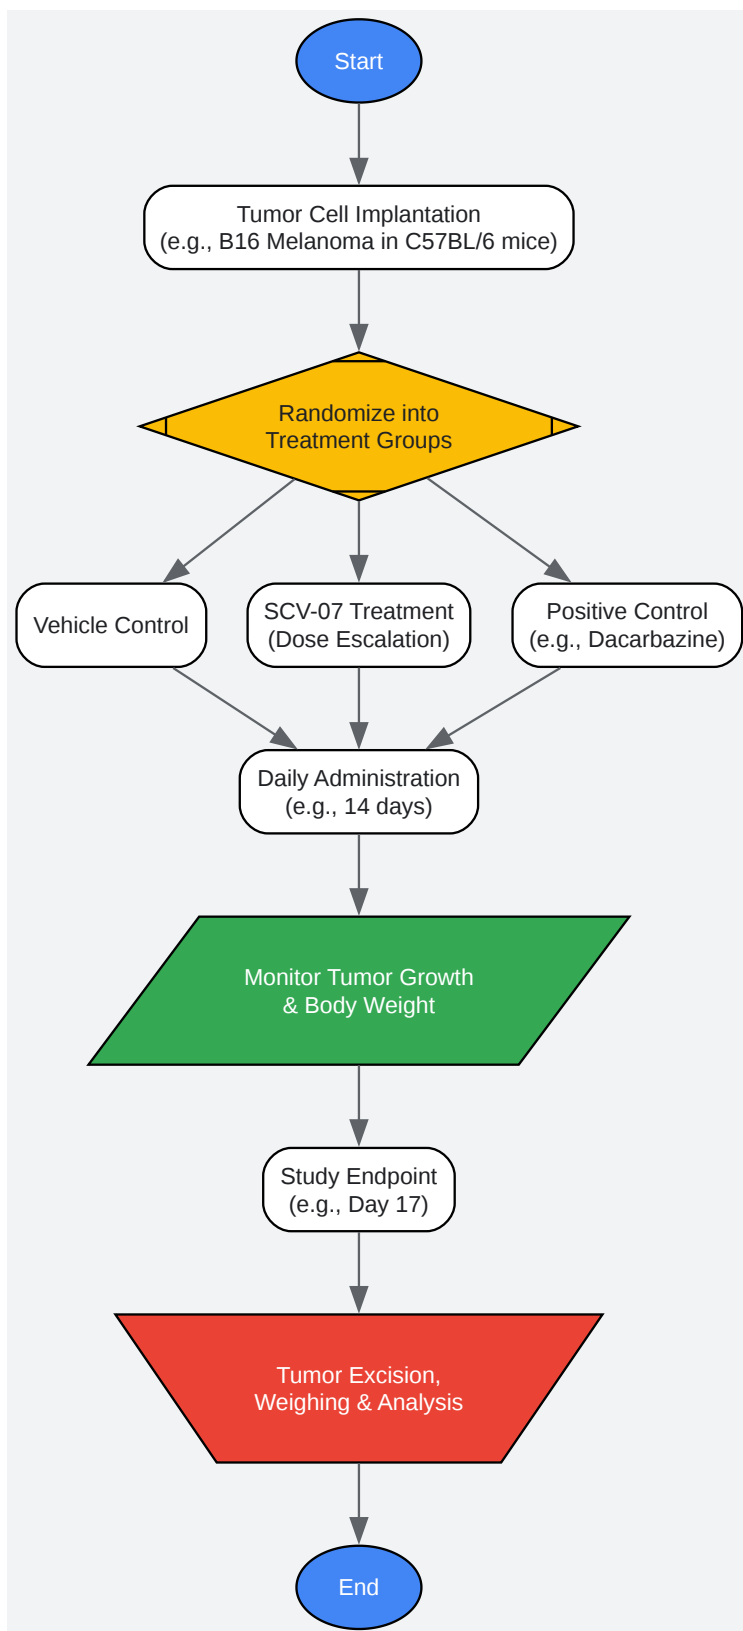 Start
Tumor Cell Implantation
(e.g., B16 Melanoma in C57BL/6 mice)
Randomize into
Treatment Groups
Vehicle Control
SCV-07 Treatment
(Dose Escalation)
Positive Control
(e.g., Dacarbazine)
Daily Administration
(e.g., 14 days)
Monitor Tumor Growth
& Body Weight
Study Endpoint
(e.g., Day 17)
Tumor Excision,
Weighing & Analysis
End